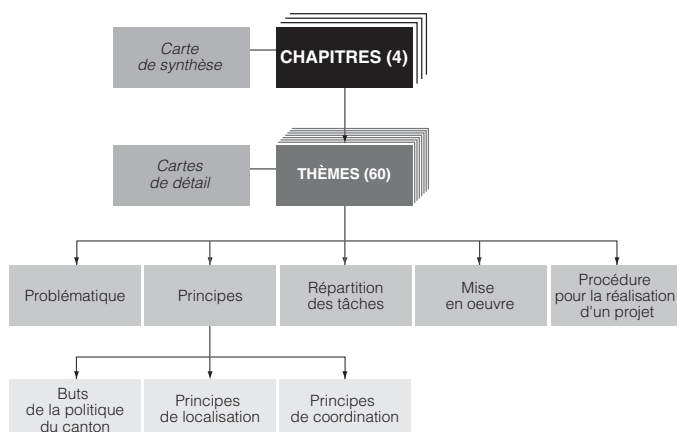 Carte
de synthèse
CHAPITRES (4)
Cartes
de détail
THÈMES (60)
Problématique
Principes
Répartition
des tâches
Mise
en oeuvre
Procédure
pour la réalisation
d'un projet
Buts
de la politique
du canton
Principes
de localisation
Principes
de coordination